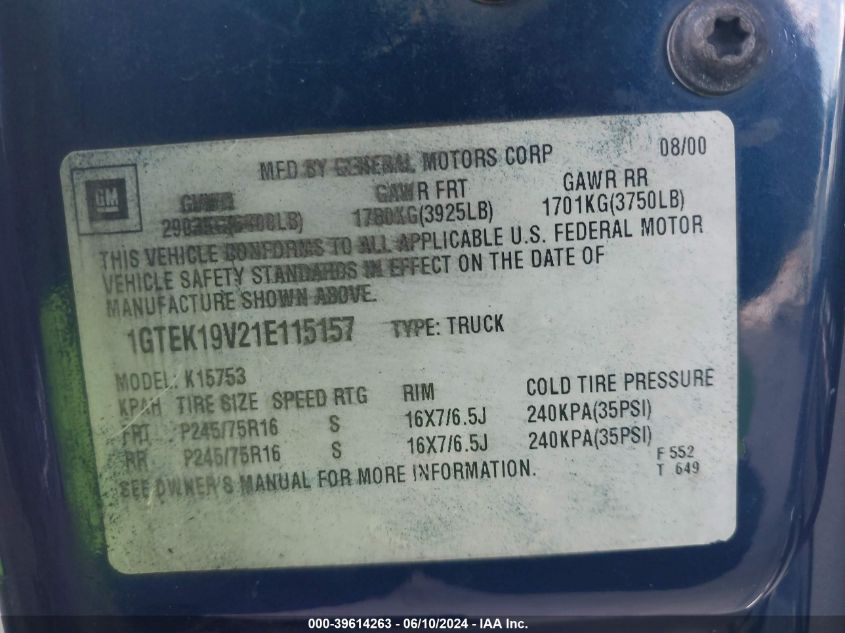 MFD BY GENERAL MOTORS CORP 08/00
GM
GVWR GAWR FRT GAWR RR
1780KG(3925LB) 1701KG(3750LB)
THIS VEHICLE CONFORMS TO ALL APPLICABLE U.S. FEDERAL MOTOR
VEHICLE SAFETY STANDARDS IN EFFECT ON THE DATE OF
MANUFACTURE SHOWN ABOVE.
1GTEK19V21E115157 TYPE: TRUCK
MODEL: K15753
KPAH TIRE SIZE SPEED RTG RIM COLD TIRE PRESSURE
FRT P245/75R16 S 16X7/6.5J 240KPA(35PSI)
RR P245/75R16 S 16X7/6.5J 240KPA(35PSI)
SEE OWNER'S MANUAL FOR MORE INFORMATION.
F 552
T 649
000-39614263 - 06/10/2024 - IAA Inc.